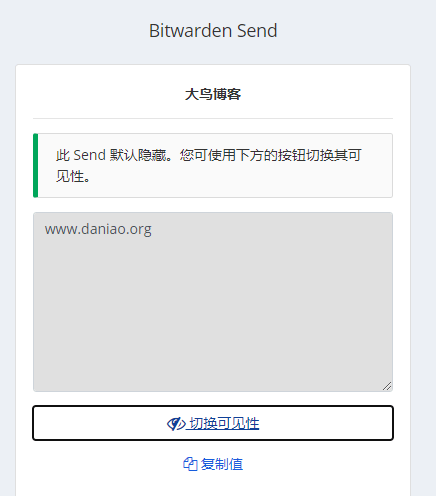 Bitwarden Send
大鸟博客
此 Send 默认隐藏。您可使用下方的按钮切换其可
见性。
www.daniao.org
切换可见性
复制值